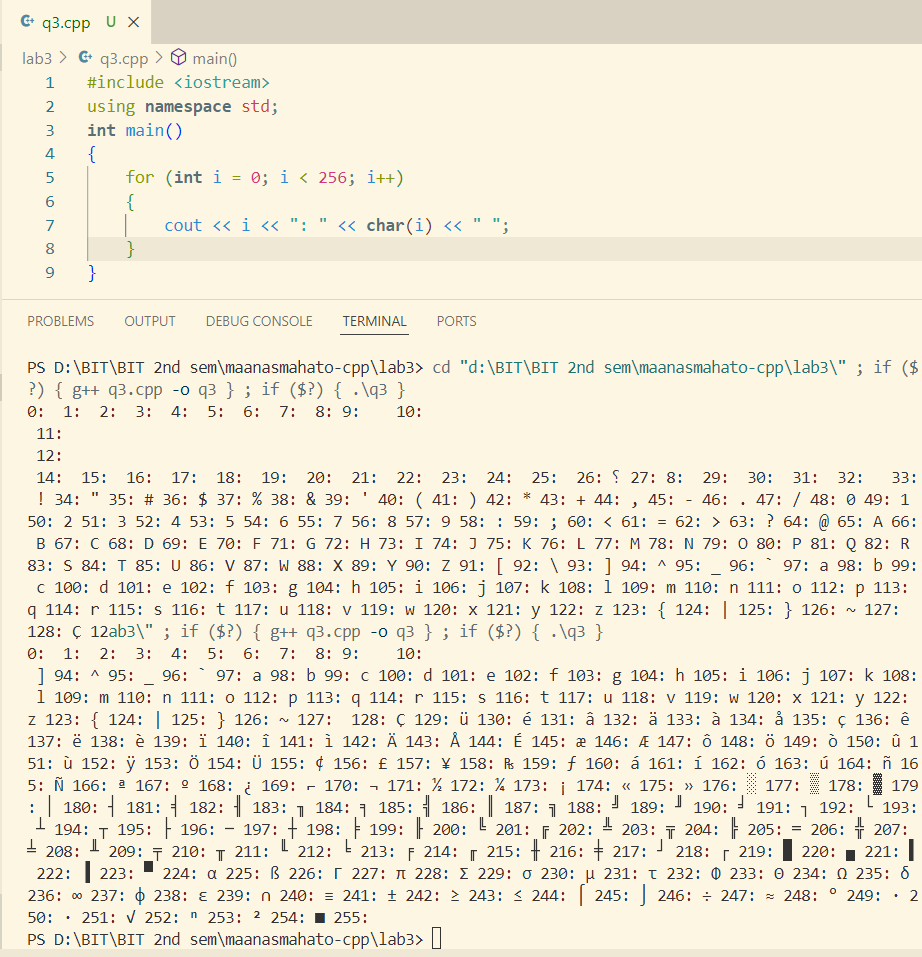 q3.cpp U
lab3 > q3.cpp > main()
1 #include <iostream>
2 using namespace std;
3 int main()
4 {
5 for (int i = 0; i < 256; i++)
6 {
7 cout << i << ": " << char(i) << " ";
8 }
9 }
PROBLEMS OUTPUT DEBUG CONSOLE TERMINAL PORTS
PS D:\BIT\BIT 2nd sem\maanasmahato-cpp\lab3> cd "d:\BIT\BIT 2nd sem\maanasmahato-cpp\lab3\" ; if ($
?) { g++ q3.cpp -o q3 } ; if ($?) { .\q3 }
0: 1: 2: 3: 4: 5: 6: 7: 8: 9: 10:
11:
12:
14: 15: 16: 17: 18: 19: 20: 21: 22: 23: 24: 25: 26: ␦ 27: 8: 29: 30: 31: 32: 33:
! 34: " 35: # 36: $ 37: % 38: & 39: ' 40: ( 41: ) 42: * 43: + 44: , 45: - 46: . 47: / 48: 0 49: 1
50: 2 51: 3 52: 4 53: 5 54: 6 55: 7 56: 8 57: 9 58: : 59: ; 60: < 61: = 62: > 63: ? 64: @ 65: A 66:
B 67: C 68: D 69: E 70: F 71: G 72: H 73: I 74: J 75: K 76: L 77: M 78: N 79: O 80: P 81: Q 82: R
83: S 84: T 85: U 86: V 87: W 88: X 89: Y 90: Z 91: [ 92: \ 93: ] 94: ^ 95: _ 96: ` 97: a 98: b 99:
c 100: d 101: e 102: f 103: g 104: h 105: i 106: j 107: k 108: l 109: m 110: n 111: o 112: p 113:
q 114: r 115: s 116: t 117: u 118: v 119: w 120: x 121: y 122: z 123: { 124: | 125: } 126: ~ 127:
128: Ç 12ab3\" ; if ($?) { g++ q3.cpp -o q3 } ; if ($?) { .\q3 }
0: 1: 2: 3: 4: 5: 6: 7: 8: 9: 10:
] 94: ^ 95: _ 96: ` 97: a 98: b 99: c 100: d 101: e 102: f 103: g 104: h 105: i 106: j 107: k 108:
l 109: m 110: n 111: o 112: p 113: q 114: r 115: s 116: t 117: u 118: v 119: w 120: x 121: y 122:
z 123: { 124: | 125: } 126: ~ 127: 128: Ç 129: ü 130: é 131: â 132: ä 133: à 134: å 135: ç 136: ê
137: ë 138: è 139: ï 140: î 141: ì 142: Ä 143: Å 144: É 145: æ 146: Æ 147: ô 148: ö 149: ò 150: û 1
51: ù 152: ÿ 153: Ö 154: Ü 155: ¢ 156: £ 157: ¥ 158: ₧ 159: ƒ 160: á 161: í 162: ó 163: ú 164: ñ 16
5: Ñ 166: ª 167: º 168: ¿ 169: ⌐ 170: ¬ 171: ½ 172: ¼ 173: ¡ 174: « 175: » 176: ░ 177: ▒ 178: ▓ 179
: │ 180: ┤ 181: ╡ 182: ╢ 183: ╖ 184: ╕ 185: ╣ 186: ║ 187: ╗ 188: ╝ 189: ╜ 190: ╛ 191: ┐ 192: └ 193:
┴ 194: ┬ 195: ├ 196: ─ 197: ┼ 198: ╞ 199: ╟ 200: ╚ 201: ╔ 202: ╩ 203: ╦ 204: ╠ 205: ═ 206: ╬ 207:
╧ 208: ╨ 209: ╤ 210: ╥ 211: ╙ 212: ╘ 213: ╒ 214: ╓ 215: ╫ 216: ╪ 217: ┘ 218: ┌ 219: █ 220: ▄ 221: ▌
222: ▐ 223: ▀ 224: α 225: ß 226: Γ 227: π 228: Σ 229: σ 230: µ 231: τ 232: Φ 233: Θ 234: Ω 235: δ
236: ∞ 237: φ 238: ε 239: ∩ 240: ≡ 241: ± 242: ≥ 243: ≤ 244: ⌠ 245: ⌡ 246: ÷ 247: ≈ 248: ° 249: ∙ 2
50: · 251: √ 252: ⁿ 253: ² 254: ■ 255:
PS D:\BIT\BIT 2nd sem\maanasmahato-cpp\lab3>